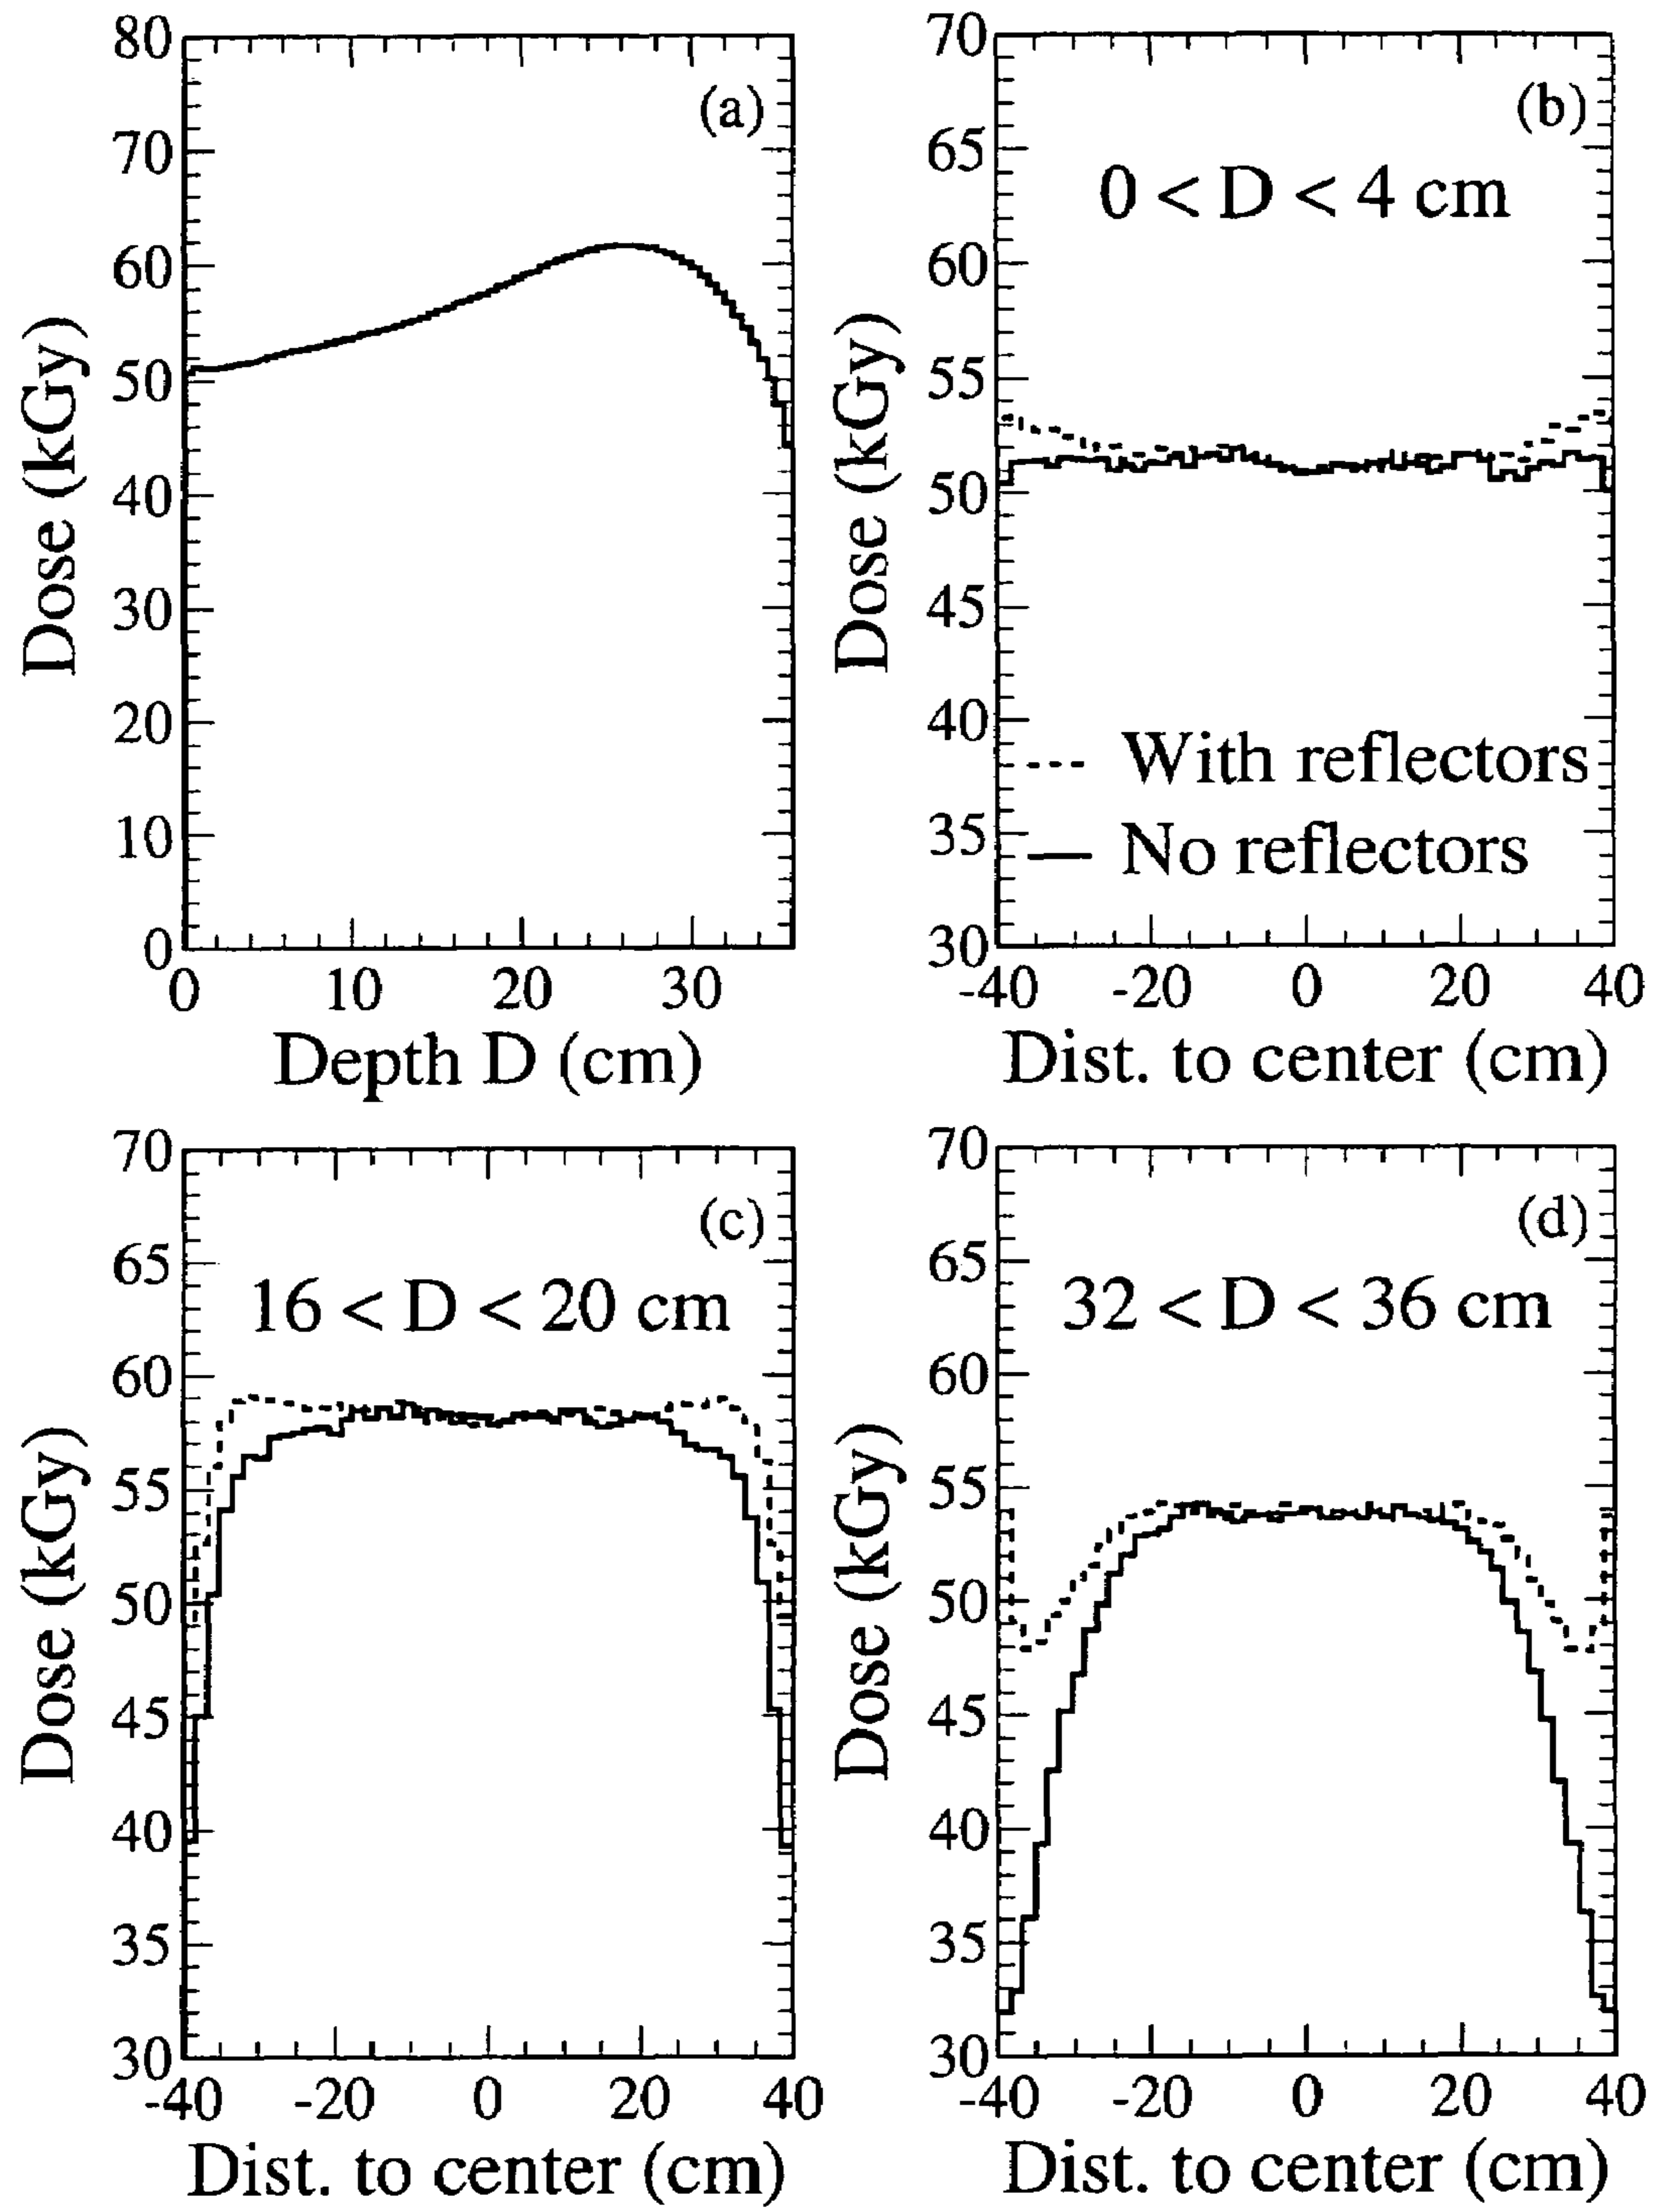 80
70
60
50
40
30
20
10
0
0 10 20 30
Dose (kGy)
Depth D (cm)
(a)
70
65
60
55
50
45
40
35
30
-40 -20 0 20 40
Dose (kGy)
Dist. to center (cm)
(b)
0 < D < 4 cm
With reflectors
No reflectors
70
65
60
55
50
45
40
35
30
-40 -20 0 20 40
Dose (kGy)
Dist. to center (cm)
(c)
16 < D < 20 cm
70
65
60
55
50
45
40
35
30
-40 -20 0 20 40
Dose (kGy)
Dist. to center (cm)
(d)
32 < D < 36 cm